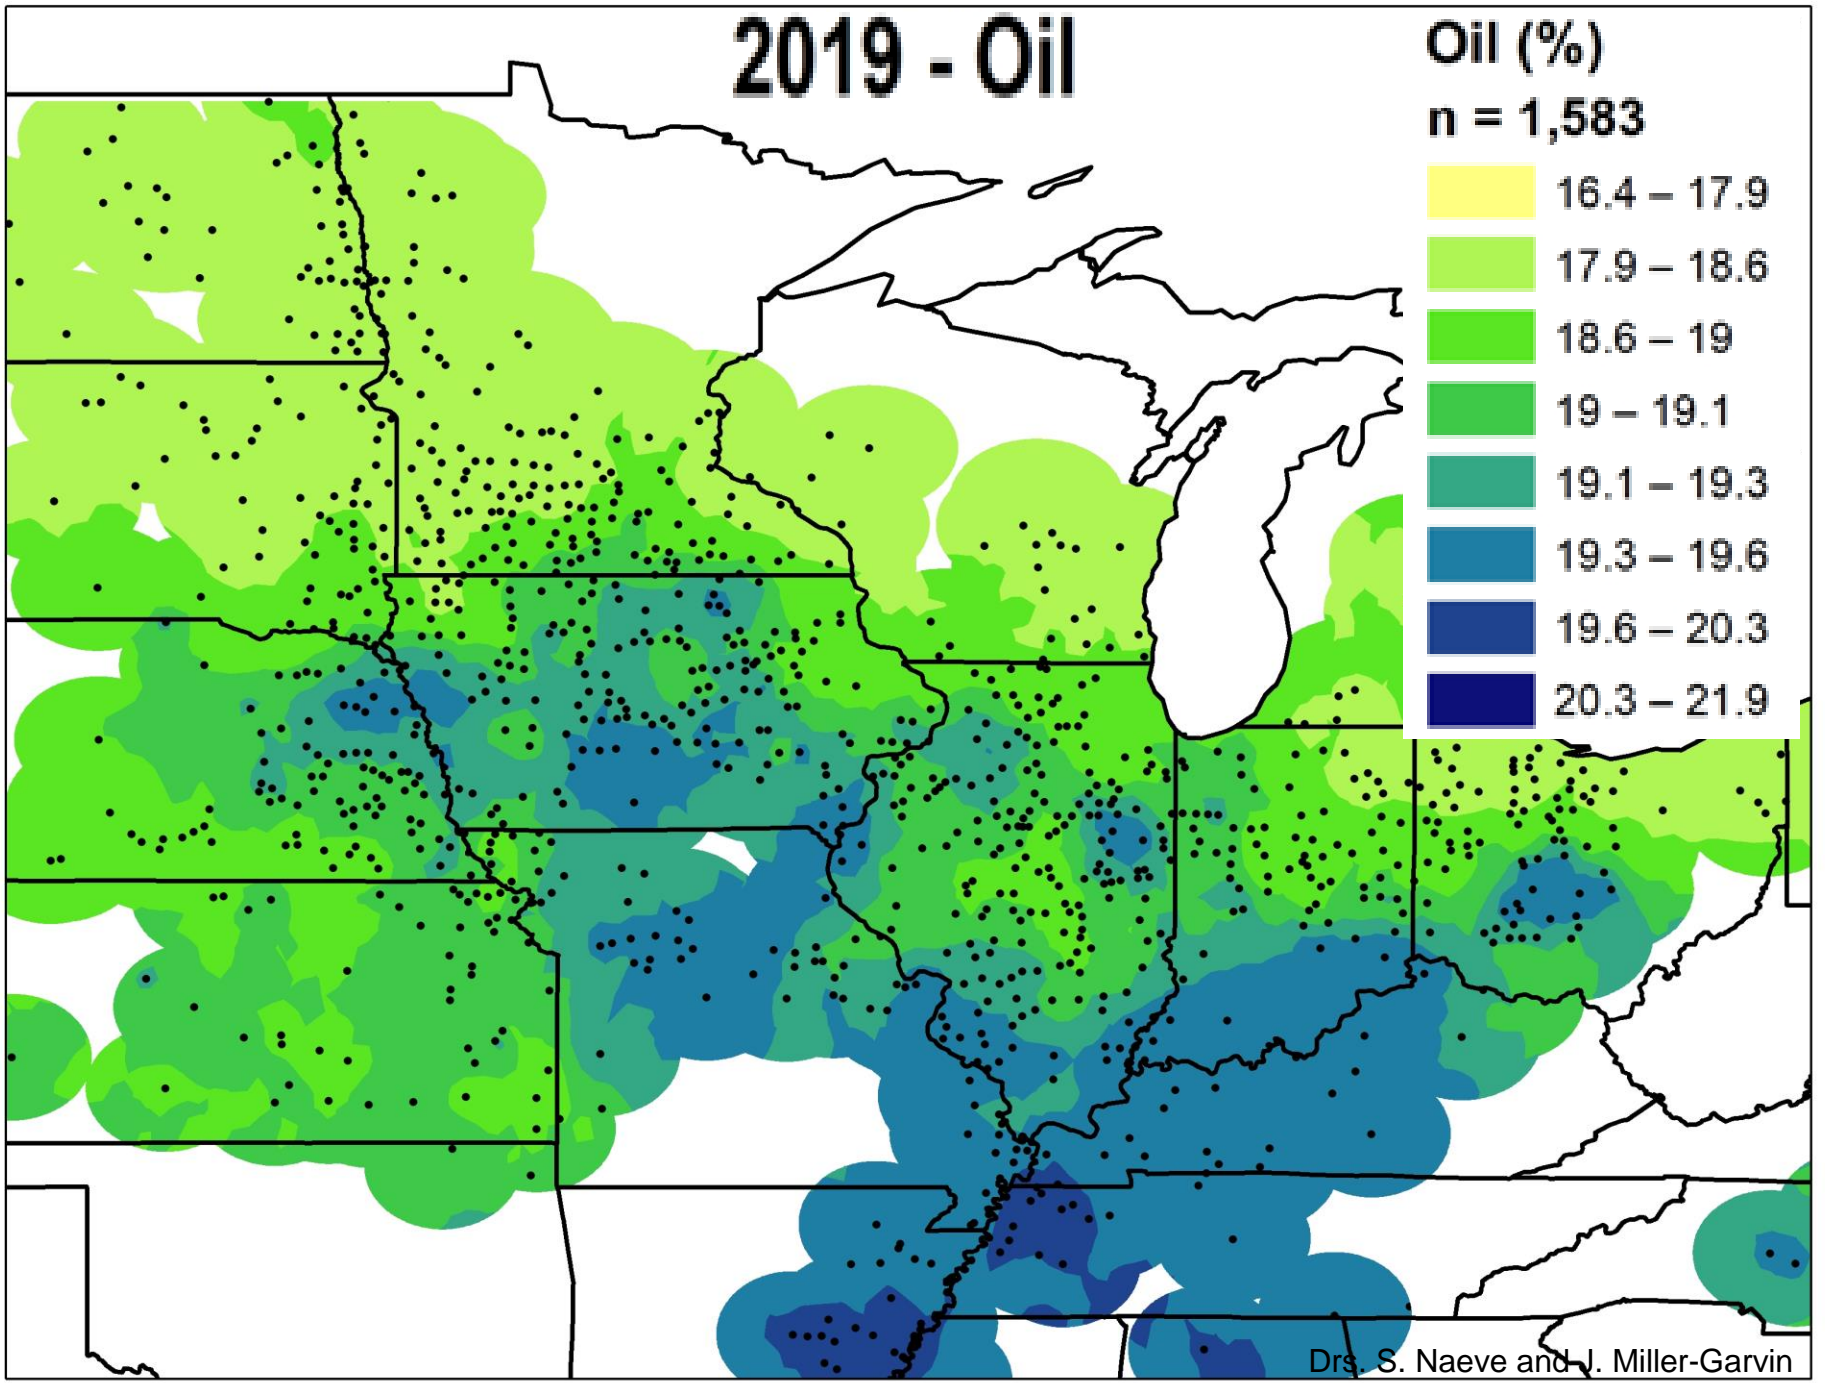 2019 - Oil
Oil (%)
n = 1,583
16.4 – 17.9
17.9 – 18.6
18.6 – 19
19 – 19.1
19.1 – 19.3
19.3 – 19.6
19.6 – 20.3
20.3 – 21.9
Drs. S. Naeve and J. Miller-Garvin